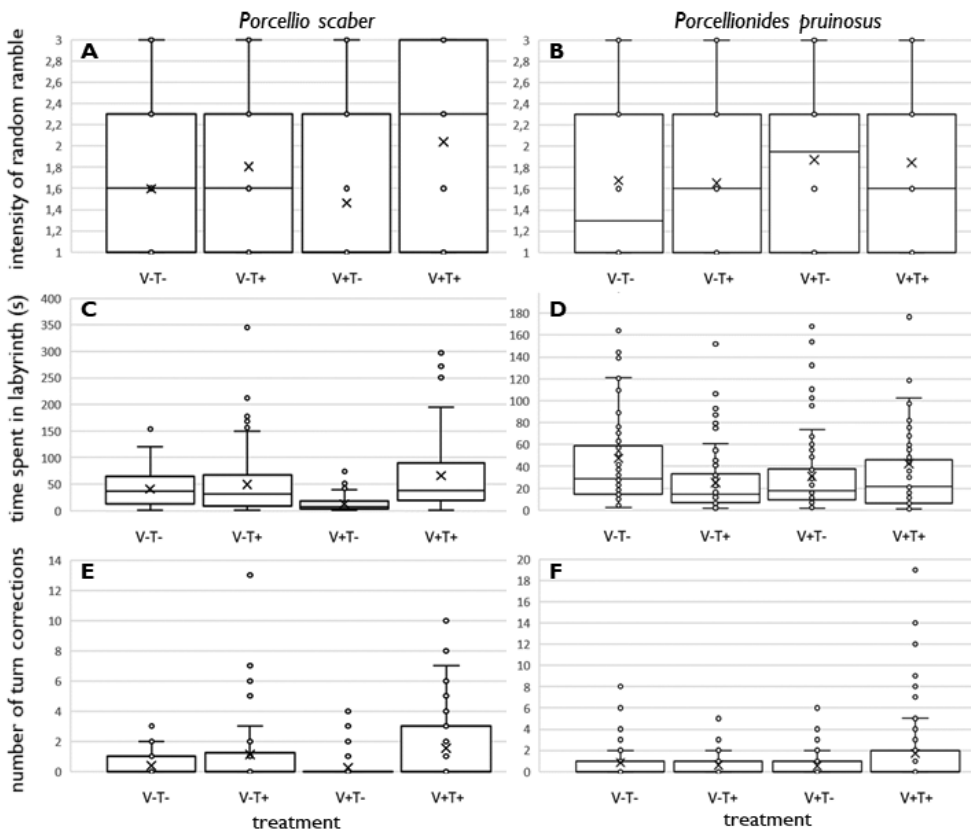 Porcellio scaber
Porcellionides pruinosus
intensity of random ramble
A
3
2,8
2,6
2,4
2,2
2
1,8
1,6
1,4
1,2
1
V-T-
V-T+
V+T-
V+T+
B
3
2,8
2,6
2,4
2,2
2
1,8
1,6
1,4
1,2
1
V-T-
V-T+
V+T-
V+T+
time spent in labyrinth (s)
C
400
350
300
250
200
150
100
50
0
V-T-
V-T+
V+T-
V+T+
D
180
160
140
120
100
80
60
40
20
0
V-T-
V-T+
V+T-
V+T+
number of turn corrections
E
14
12
10
8
6
4
2
0
V-T-
V-T+
V+T-
V+T+
treatment
F
20
18
16
14
12
10
8
6
4
2
0
V-T-
V-T+
V+T-
V+T+
treatment